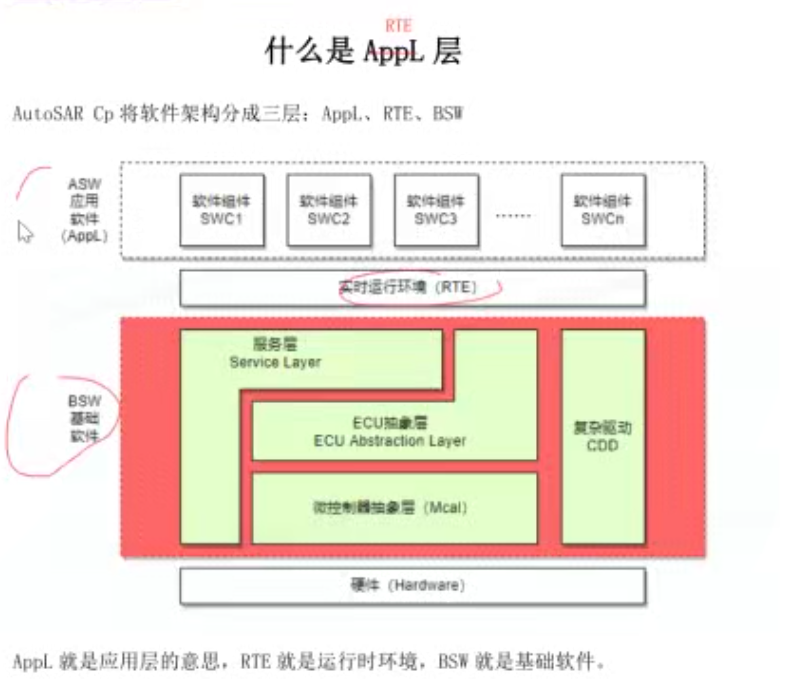 RTE
什么是 AppL 层
AutoSAR Cp 将软件架构分成三层：AppL、RTE、BSW
ASW
应用
软件
（AppL）
软件组件
SWC1
软件组件
SWC2
软件组件
SWC3
......
软件组件
SWCn
实时运行环境（RTE）
BSW
基础
软件
服务层
Service Layer
ECU抽象层
ECU Abstraction Layer
微控制器抽象层（Mcal）
复杂驱动
CDD
硬件（Hardware）
AppL 就是应用层的意思，RTE 就是运行时环境，BSW 就是基础软件。